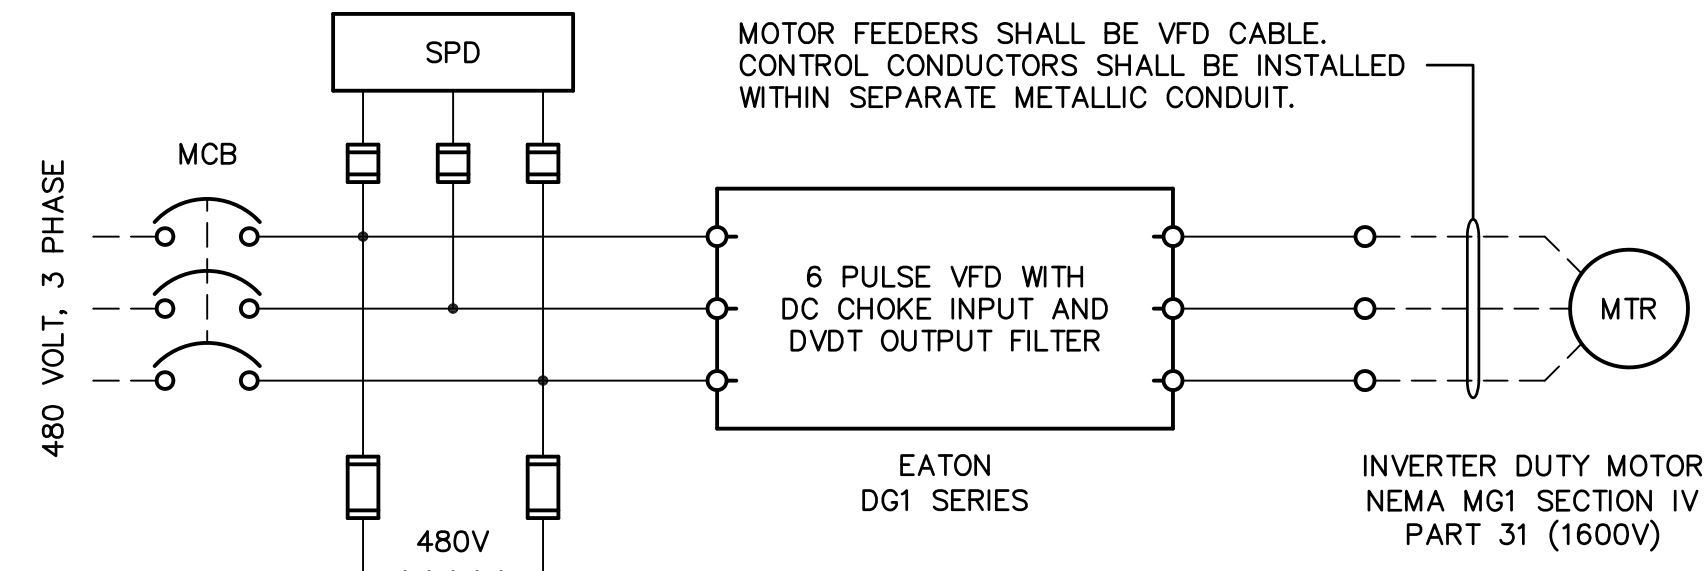 SPD
MOTOR FEEDERS SHALL BE VFD CABLE.
CONTROL CONDUCTORS SHALL BE INSTALLED
WITHIN SEPARATE METALLIC CONDUIT.
MCB
480 VOLT, 3 PHASE
6 PULSE VFD WITH
DC CHOKE INPUT AND
DVDT OUTPUT FILTER
MTR
EATON
DG1 SERIES
INVERTER DUTY MOTOR
NEMA MG1 SECTION IV
PART 31 (1600V)
480V